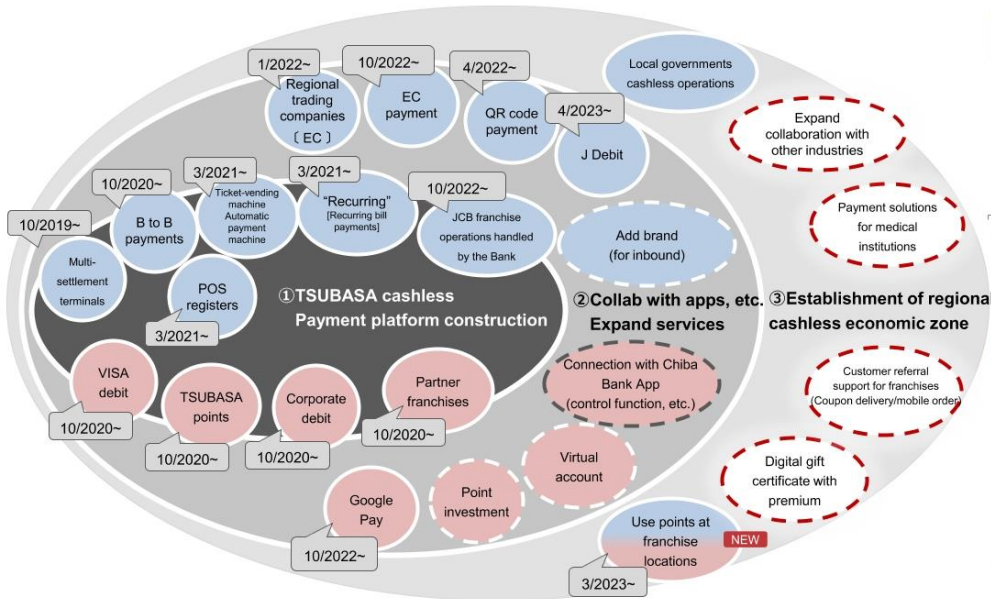 1/2022~
Regional
trading
companies
[ EC ]
10/2022~
EC
payment
4/2022~
QR code
payment
4/2023~
J Debit
Local governments
cashless operations
Expand
collaboration with
other industries
Payment solutions
for medical
institutions
10/2019~
Multi-
settlement
terminals
10/2020~
B to B
payments
3/2021~
Ticket-vending
machine
Automatic
payment
machine
3/2021~
“Recurring”
[Recurring bill
payments]
10/2022~
JCB franchise
operations handled
by the Bank
POS
registers
3/2021~
Add brand
(for inbound)
①TSUBASA cashless
Payment platform construction
②Collab with apps, etc.
Expand services
③Establishment of regional
cashless economic zone
VISA
debit
10/2020~
TSUBASA
points
10/2020~
Corporate
debit
10/2020~
Partner
franchises
10/2020~
Connection with Chiba
Bank App
(control function, etc.)
Customer referral
support for franchises
(Coupon delivery/mobile order)
Google
Pay
10/2022~
Point
investment
Virtual
account
Digital gift
certificate with
premium
Use points at
franchise
locations
NEW
3/2023~